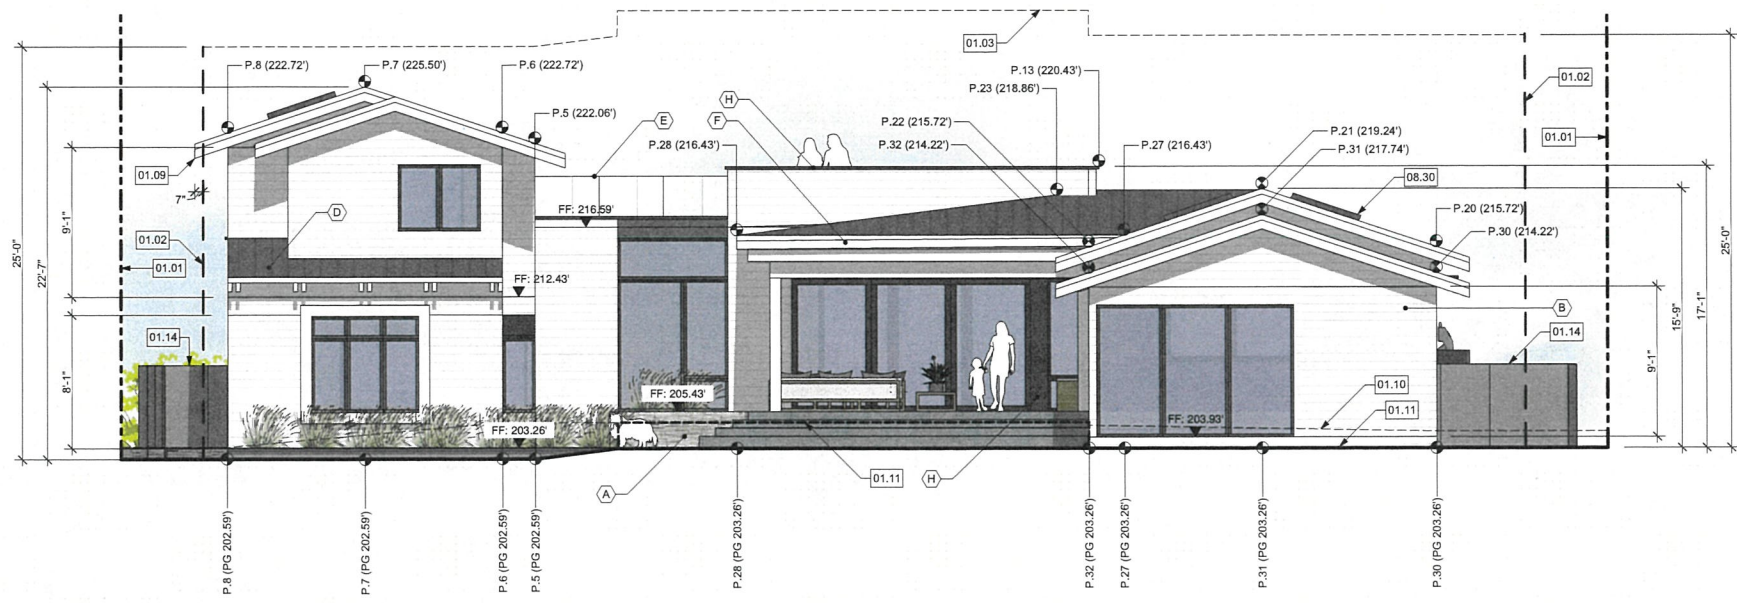 01.03
P.8 (222.72')
P.7 (225.50')
P.6 (222.72')
P.13 (220.43')
01.02
P.23 (218.86')
H
P.5 (222.06')
E
F
P.22 (215.72')
P.21 (219.24')
01.01
P.28 (216.43')
P.32 (214.22')
P.27 (216.43')
P.31 (217.74')
01.09
08.30
7"
FF: 216.59'
D
P.20 (215.72')
P.30 (214.22')
9'-1"
01.02
25'-0"
22'-7"
01.01
25'-0"
17'-1"
15'-9"
FF: 212.43'
B
01.14
01.14
9'-1"
8'-1"
01.10
FF: 205.43'
01.11
FF: 203.26'
FF: 203.93'
01.11
H
A
P.8 (PG 202.59')
P.7 (PG 202.59')
P.6 (PG 202.59')
P.5 (PG 202.59')
P.28 (PG 203.26')
P.32 (PG 203.26')
P.27 (PG 203.26')
P.31 (PG 203.26')
P.30 (PG 203.26')